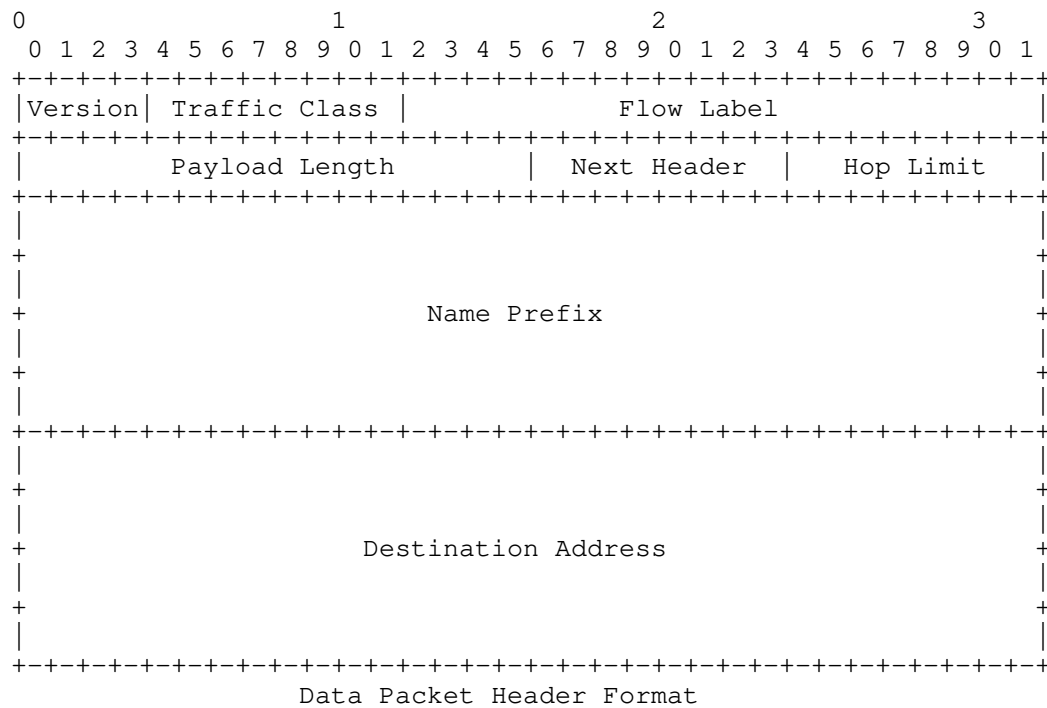 0                   1                   2                   3
 0 1 2 3 4 5 6 7 8 9 0 1 2 3 4 5 6 7 8 9 0 1 2 3 4 5 6 7 8 9 0 1
+-+-+-+-+-+-+-+-+-+-+-+-+-+-+-+-+-+-+-+-+-+-+-+-+-+-+-+-+-+-+-+-+
|Version| Traffic Class |             Flow Label                |
+-+-+-+-+-+-+-+-+-+-+-+-+-+-+-+-+-+-+-+-+-+-+-+-+-+-+-+-+-+-+-+-+
|         Payload Length        |  Next Header  |   Hop Limit   |
+-+-+-+-+-+-+-+-+-+-+-+-+-+-+-+-+-+-+-+-+-+-+-+-+-+-+-+-+-+-+-+-+
|                                                               |
+                                                               +
|                                                               |
+                         Name Prefix                           +
|                                                               |
+                                                               +
|                                                               |
+-+-+-+-+-+-+-+-+-+-+-+-+-+-+-+-+-+-+-+-+-+-+-+-+-+-+-+-+-+-+-+-+
|                                                               |
+                                                               +
|                                                               |
+                     Destination Address                       +
|                                                               |
+                                                               +
|                                                               |
+-+-+-+-+-+-+-+-+-+-+-+-+-+-+-+-+-+-+-+-+-+-+-+-+-+-+-+-+-+-+-+-+
                 Data Packet Header Format